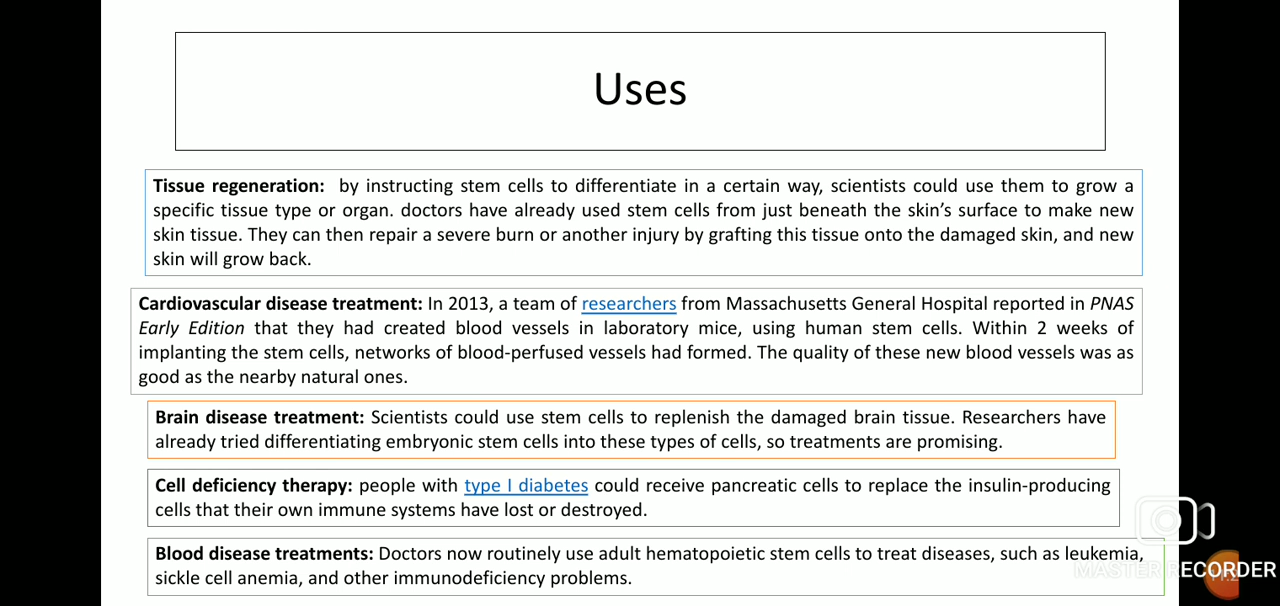 Uses
Tissue regeneration: by instructing stem cells to differentiate in a certain way, scientists could use them to grow a
specific tissue type or organ. doctors have already used stem cells from just beneath the skin’s surface to make new
skin tissue. They can then repair a severe burn or another injury by grafting this tissue onto the damaged skin, and new
skin will grow back.
Cardiovascular disease treatment: In 2013, a team of researchers from Massachusetts General Hospital reported in PNAS
Early Edition that they had created blood vessels in laboratory mice, using human stem cells. Within 2 weeks of
implanting the stem cells, networks of blood-perfused vessels had formed. The quality of these new blood vessels was as
good as the nearby natural ones.
Brain disease treatment: Scientists could use stem cells to replenish the damaged brain tissue. Researchers have
already tried differentiating embryonic stem cells into these types of cells, so treatments are promising.
Cell deficiency therapy: people with type I diabetes could receive pancreatic cells to replace the insulin-producing
cells that their own immune systems have lost or destroyed.
Blood disease treatments: Doctors now routinely use adult hematopoietic stem cells to treat diseases, such as leukemia,
sickle cell anemia, and other immunodeficiency problems.
MASTER RECORDER